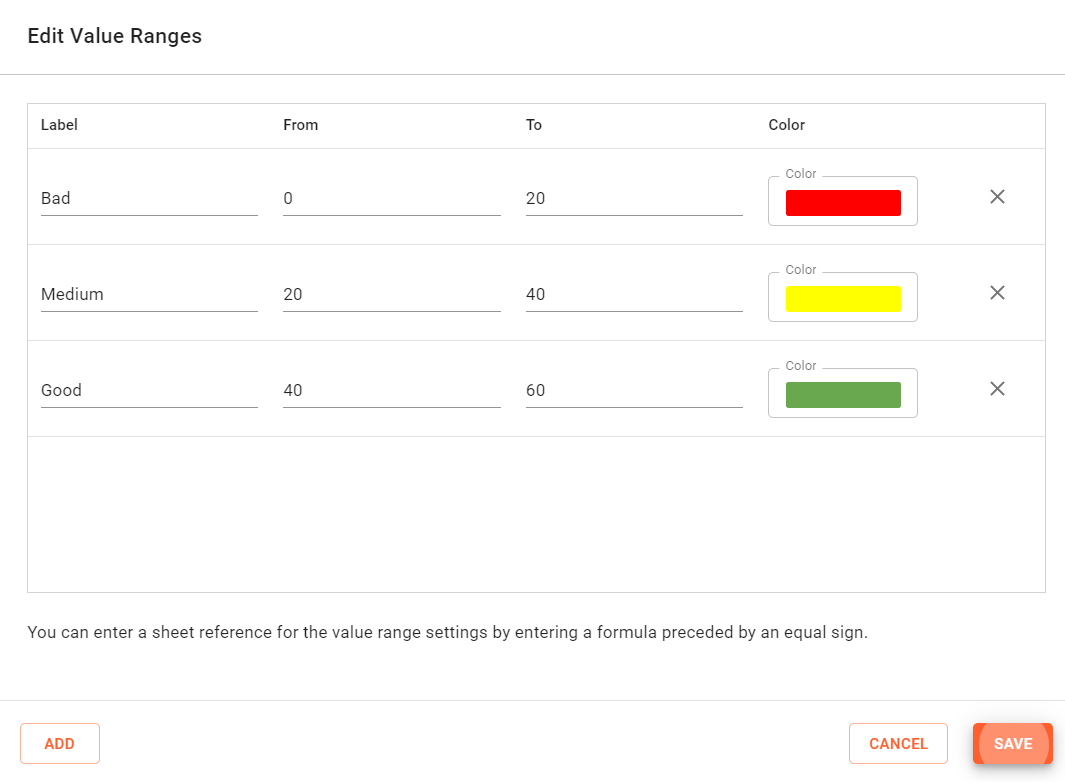 Edit Value Ranges
Label From To Color
Color
Bad 0 20
Color
Medium 20 40
Color
Good 40 60
You can enter a sheet reference for the value range settings by entering a formula preceded by an equal sign.
ADD CANCEL SAVE